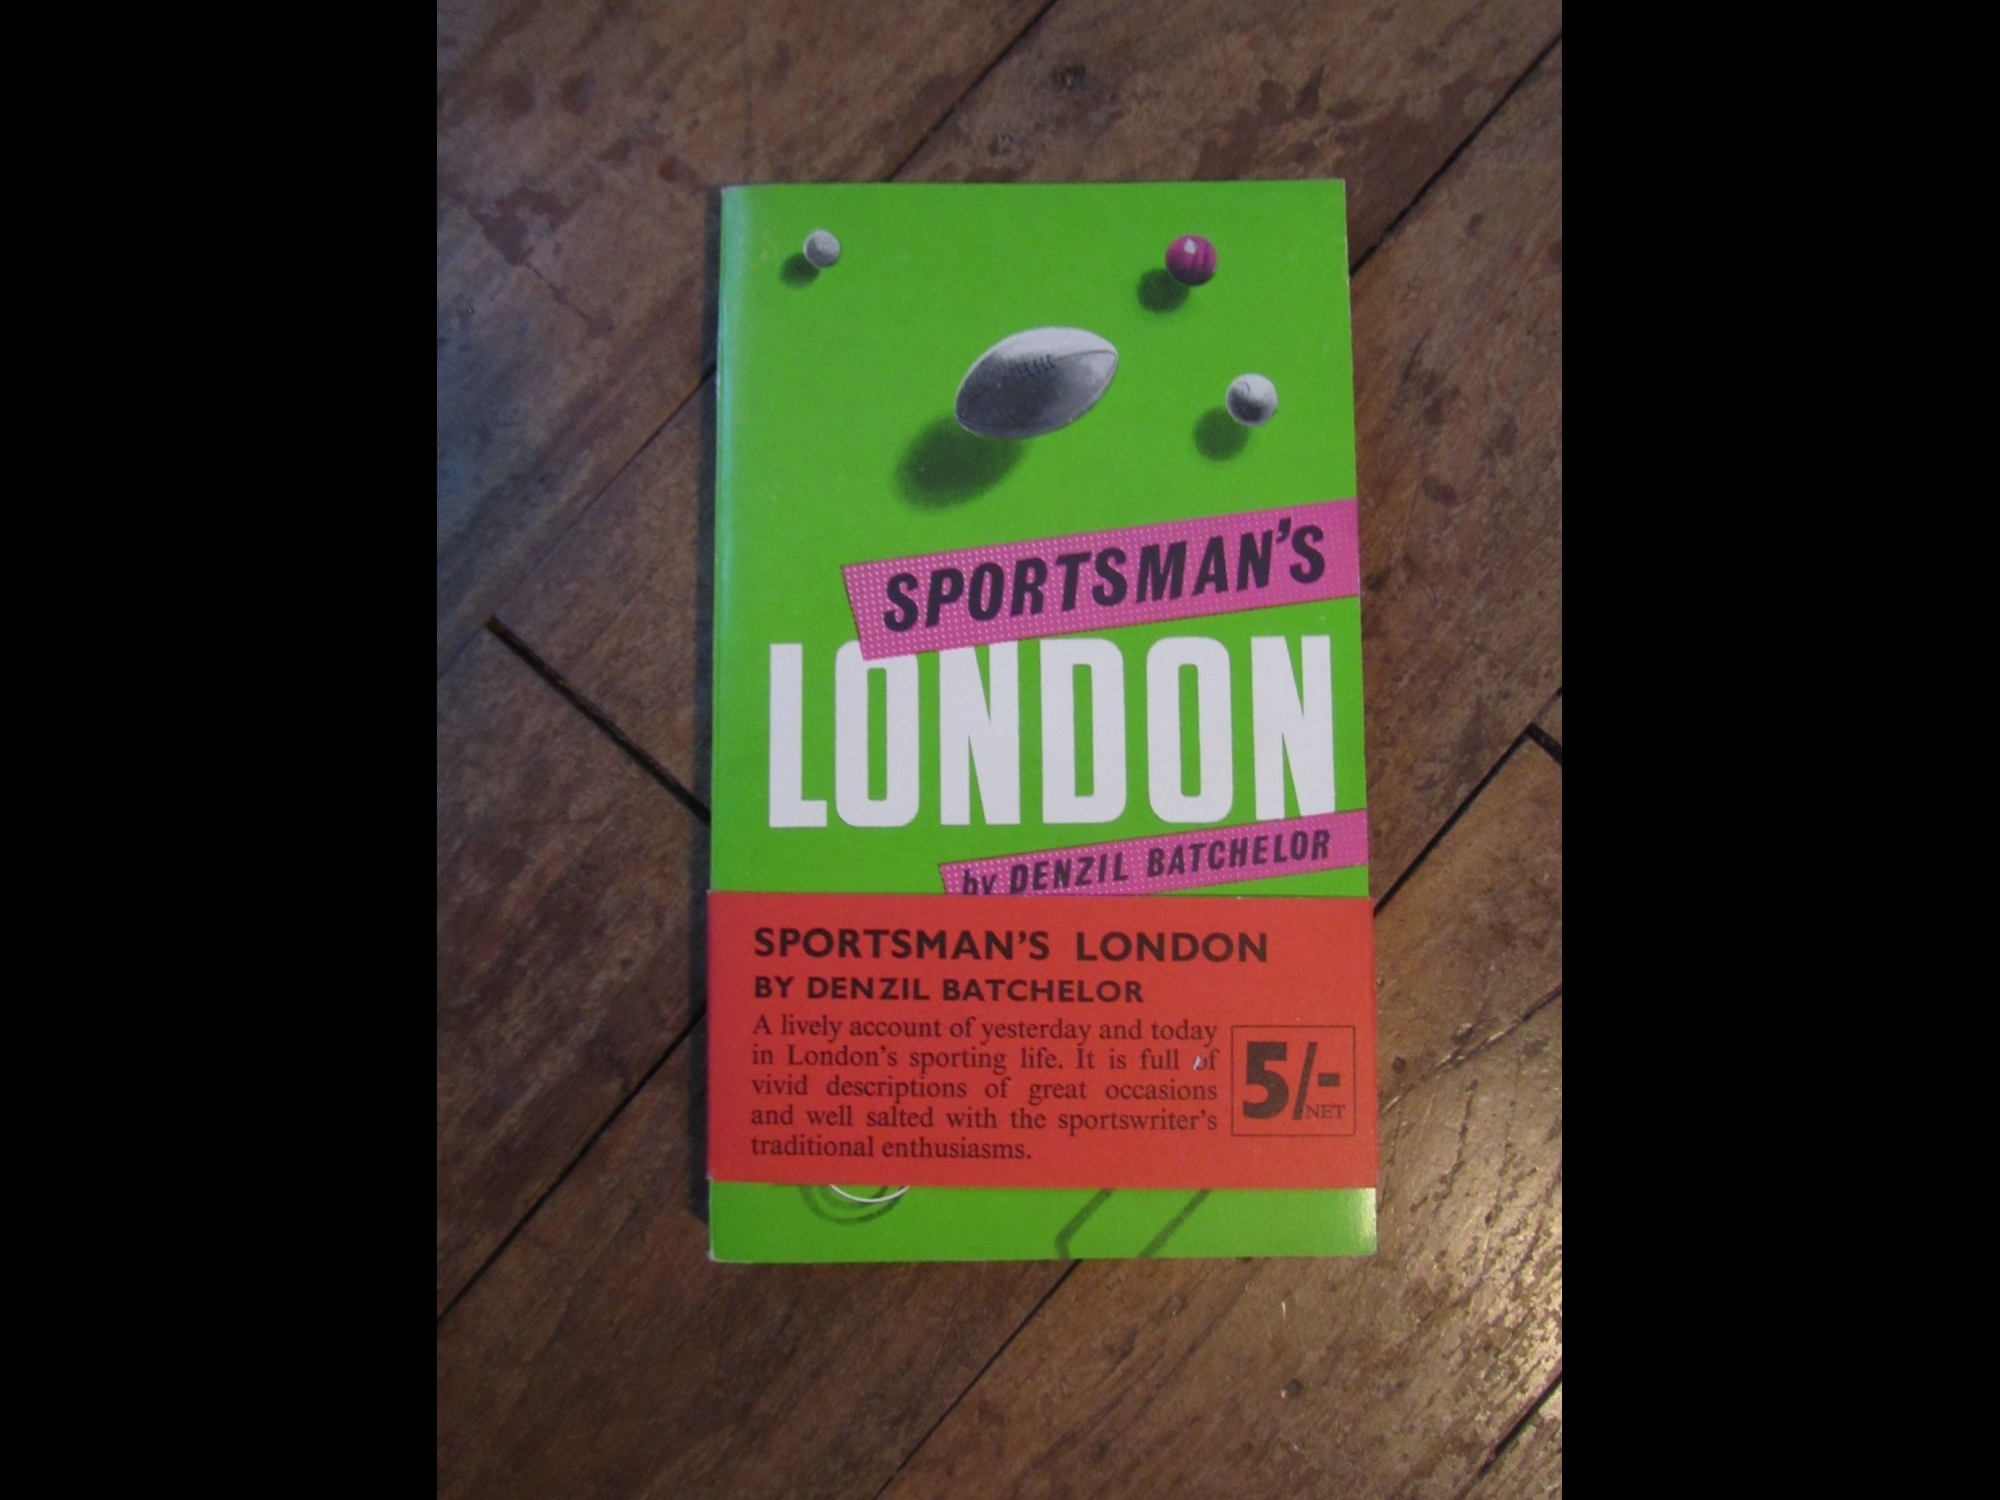 SPORTSMAN'S
LONDON
by DENZIL BATCHELOR
SPORTSMAN'S LONDON
BY DENZIL BATCHELOR
A lively account of yesterday and today
in London's sporting life. It is full of
vivid descriptions of great occasions
and well salted with the sportswriter's
traditional enthusiasms.
5/-
NET